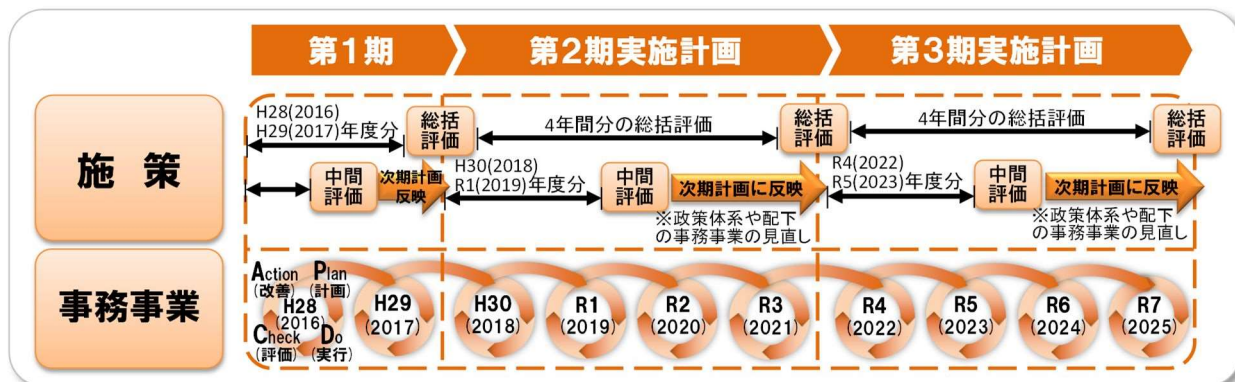 第1期
第2期実施計画
第3期実施計画
施 策
H28(2016)
H29(2017)年度分
総括
評価
4年間分の総括評価
総括
評価
4年間分の総括評価
総括
評価
中間
評価
次期計画
反映
H30(2018)
R1(2019)年度分
中間
評価
次期計画に反映
※政策体系や配下
の事務事業の見直し
R4(2022)
R5(2023)年度分
中間
評価
次期計画に反映
※政策体系や配下
の事務事業の見直し
事務事業
Action
(改善)
Plan
(計画)
H28
(2016)
Check
(評価)
Do
(実行)
H29
(2017)
H30
(2018)
R1
(2019)
R2
(2020)
R3
(2021)
R4
(2022)
R5
(2023)
R6
(2024)
R7
(2025)